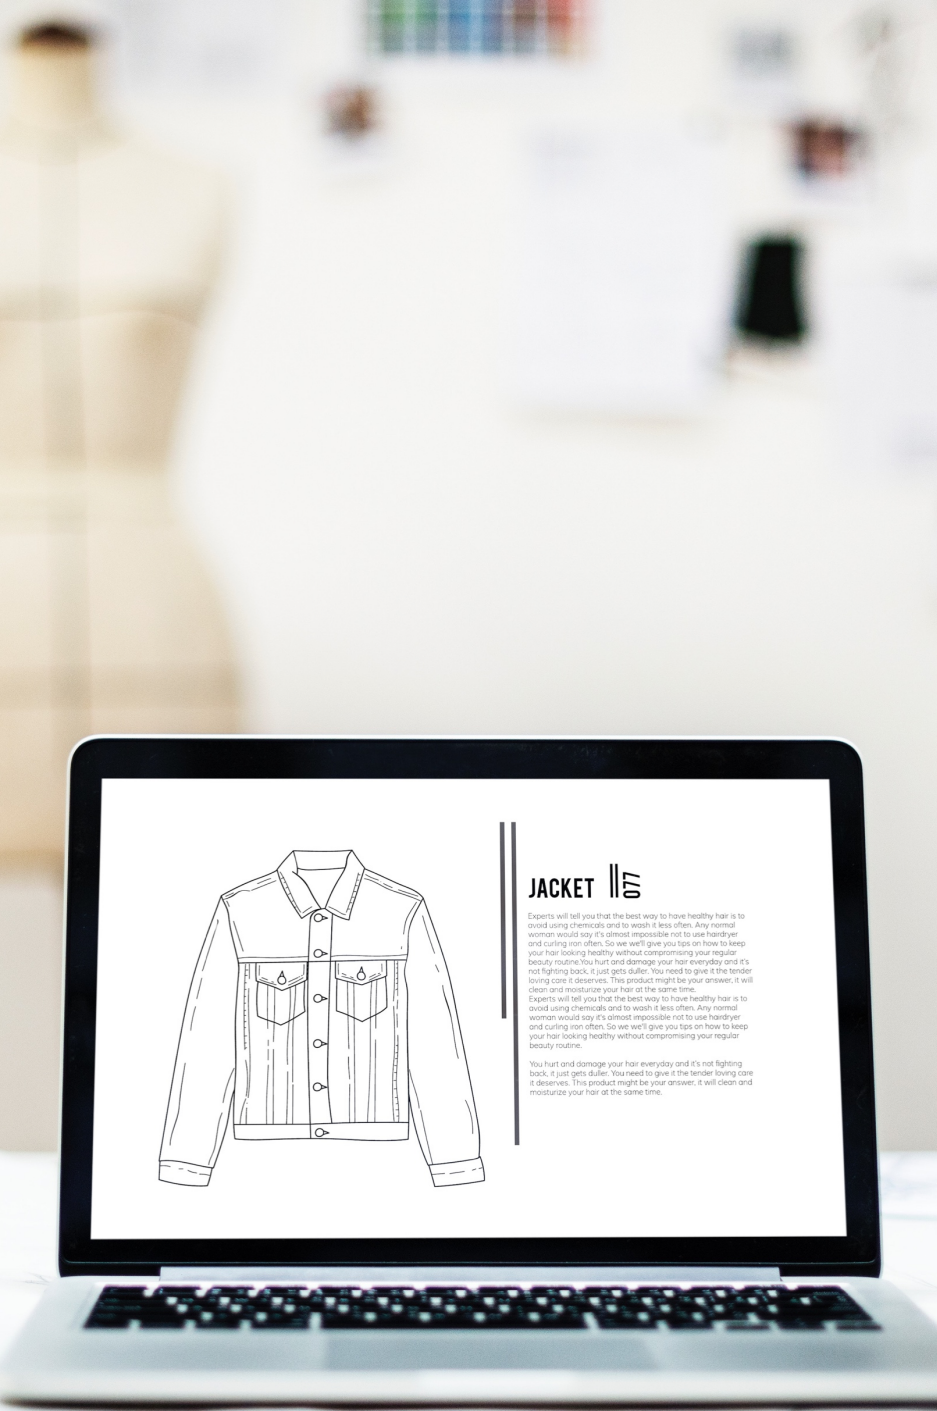 JACKET 077
Experts will tell you that the best way to have healthy hair is to
avoid using chemicals and to wash it less often. Any normal
woman would say it's almost impossible not to use hairdryer
and curling iron often. So we we'll give you tips on how to keep
your hair looking healthy without compromising your regular
beauty routine.You hurt and damage your hair everyday and it's
not fighting back, it just gets duller. You need to give it the tender
loving care it deserves. This product might be your answer, it will
clean and moisturize your hair at the same time.
Experts will tell you that the best way to have healthy hair is to
avoid using chemicals and to wash it less often. Any normal
woman would say it's almost impossible not to use hairdryer
and curling iron often. So we we'll give you tips on how to keep
your hair looking healthy without compromising your regular
beauty routine.
You hurt and damage your hair everyday and it's not fighting
back, it just gets duller. You need to give it the tender loving care
it deserves. This product might be your answer, it will clean and
moisturize your hair at the same time.